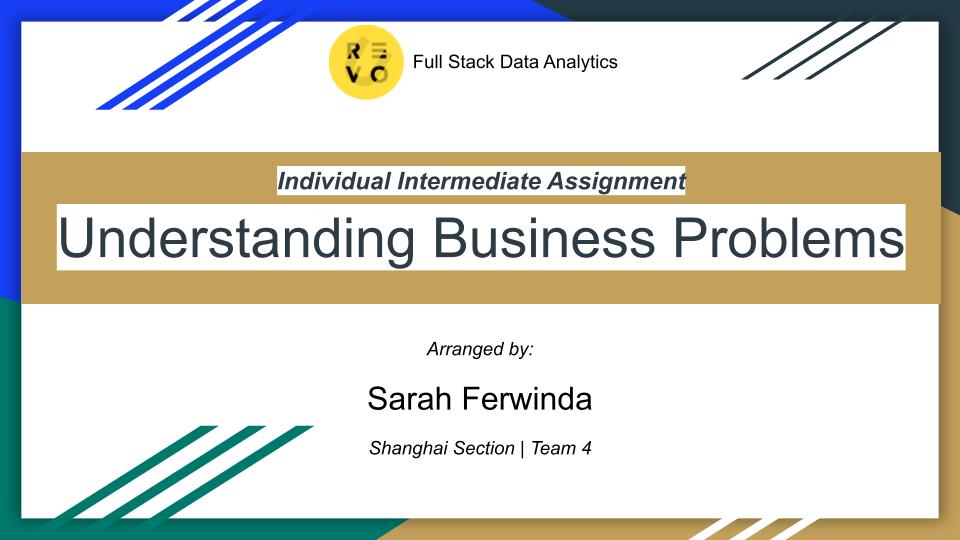 RE
VO
Full Stack Data Analytics
Individual Intermediate Assignment
Understanding Business Problems
Arranged by:
Sarah Ferwinda
Shanghai Section | Team 4